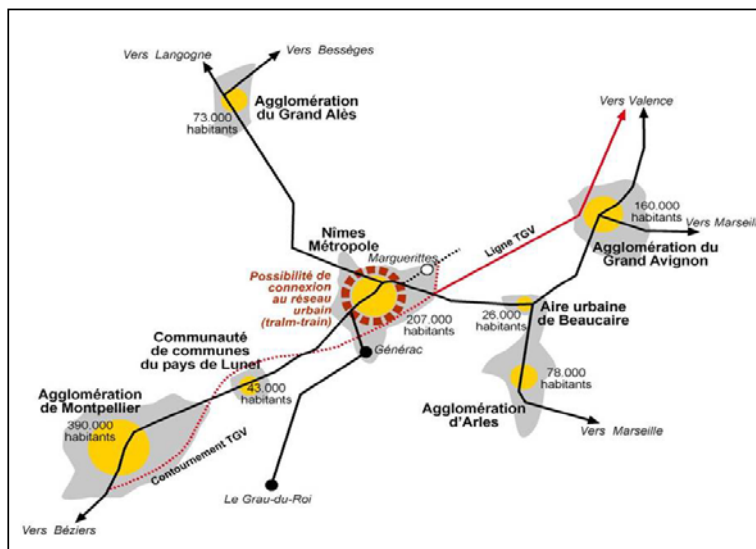 Vers Langogne
Vers Bessèges
Agglomération
du Grand Alès
73.000
habitants
Vers Valence
160.000
habitants
Vers Marseille
Agglomération du
Grand Avignon
Nîmes
Métropole
Marguerittes
Ligne TGV
Possibilité de
connexion
au réseau
urbain
(tralm-train)
207.000
habitants
26.000
habitants
Aire urbaine
de Beaucaire
Communauté
de communes
du pays de Lunel
43.000
habitants
Générac
Agglomération
de Montpellier
390.000
habitants
78.000
habitants
Agglomération
d'Arles
Vers Marseille
Contournement TGV
Le Grau-du-Roi
Vers Béziers